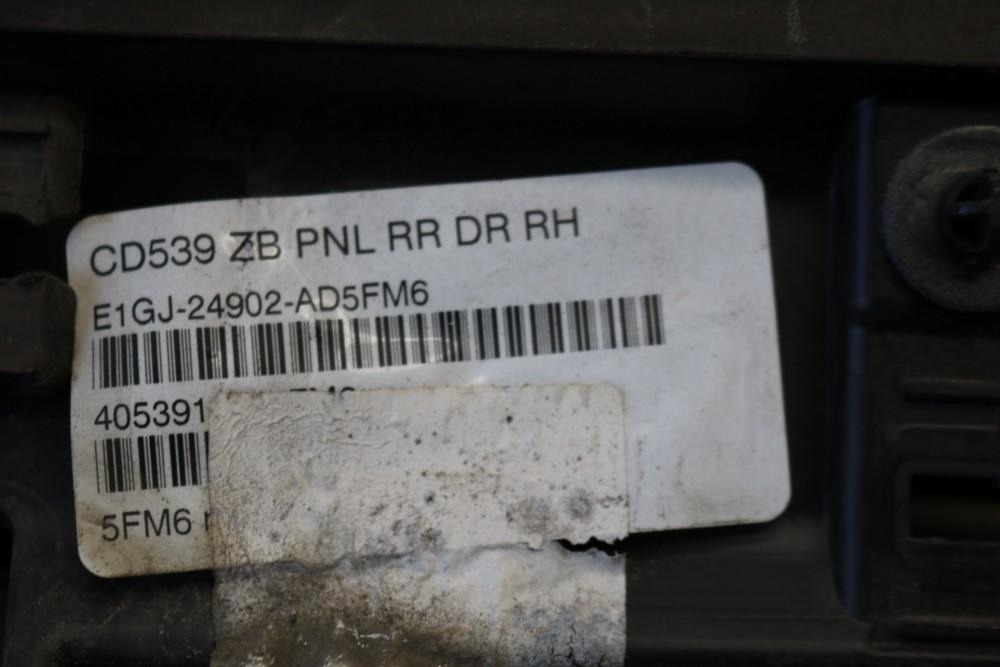 CD539 ZB PNL RR DR RH
E1GJ-24902-AD5FM6
405391
5FM6